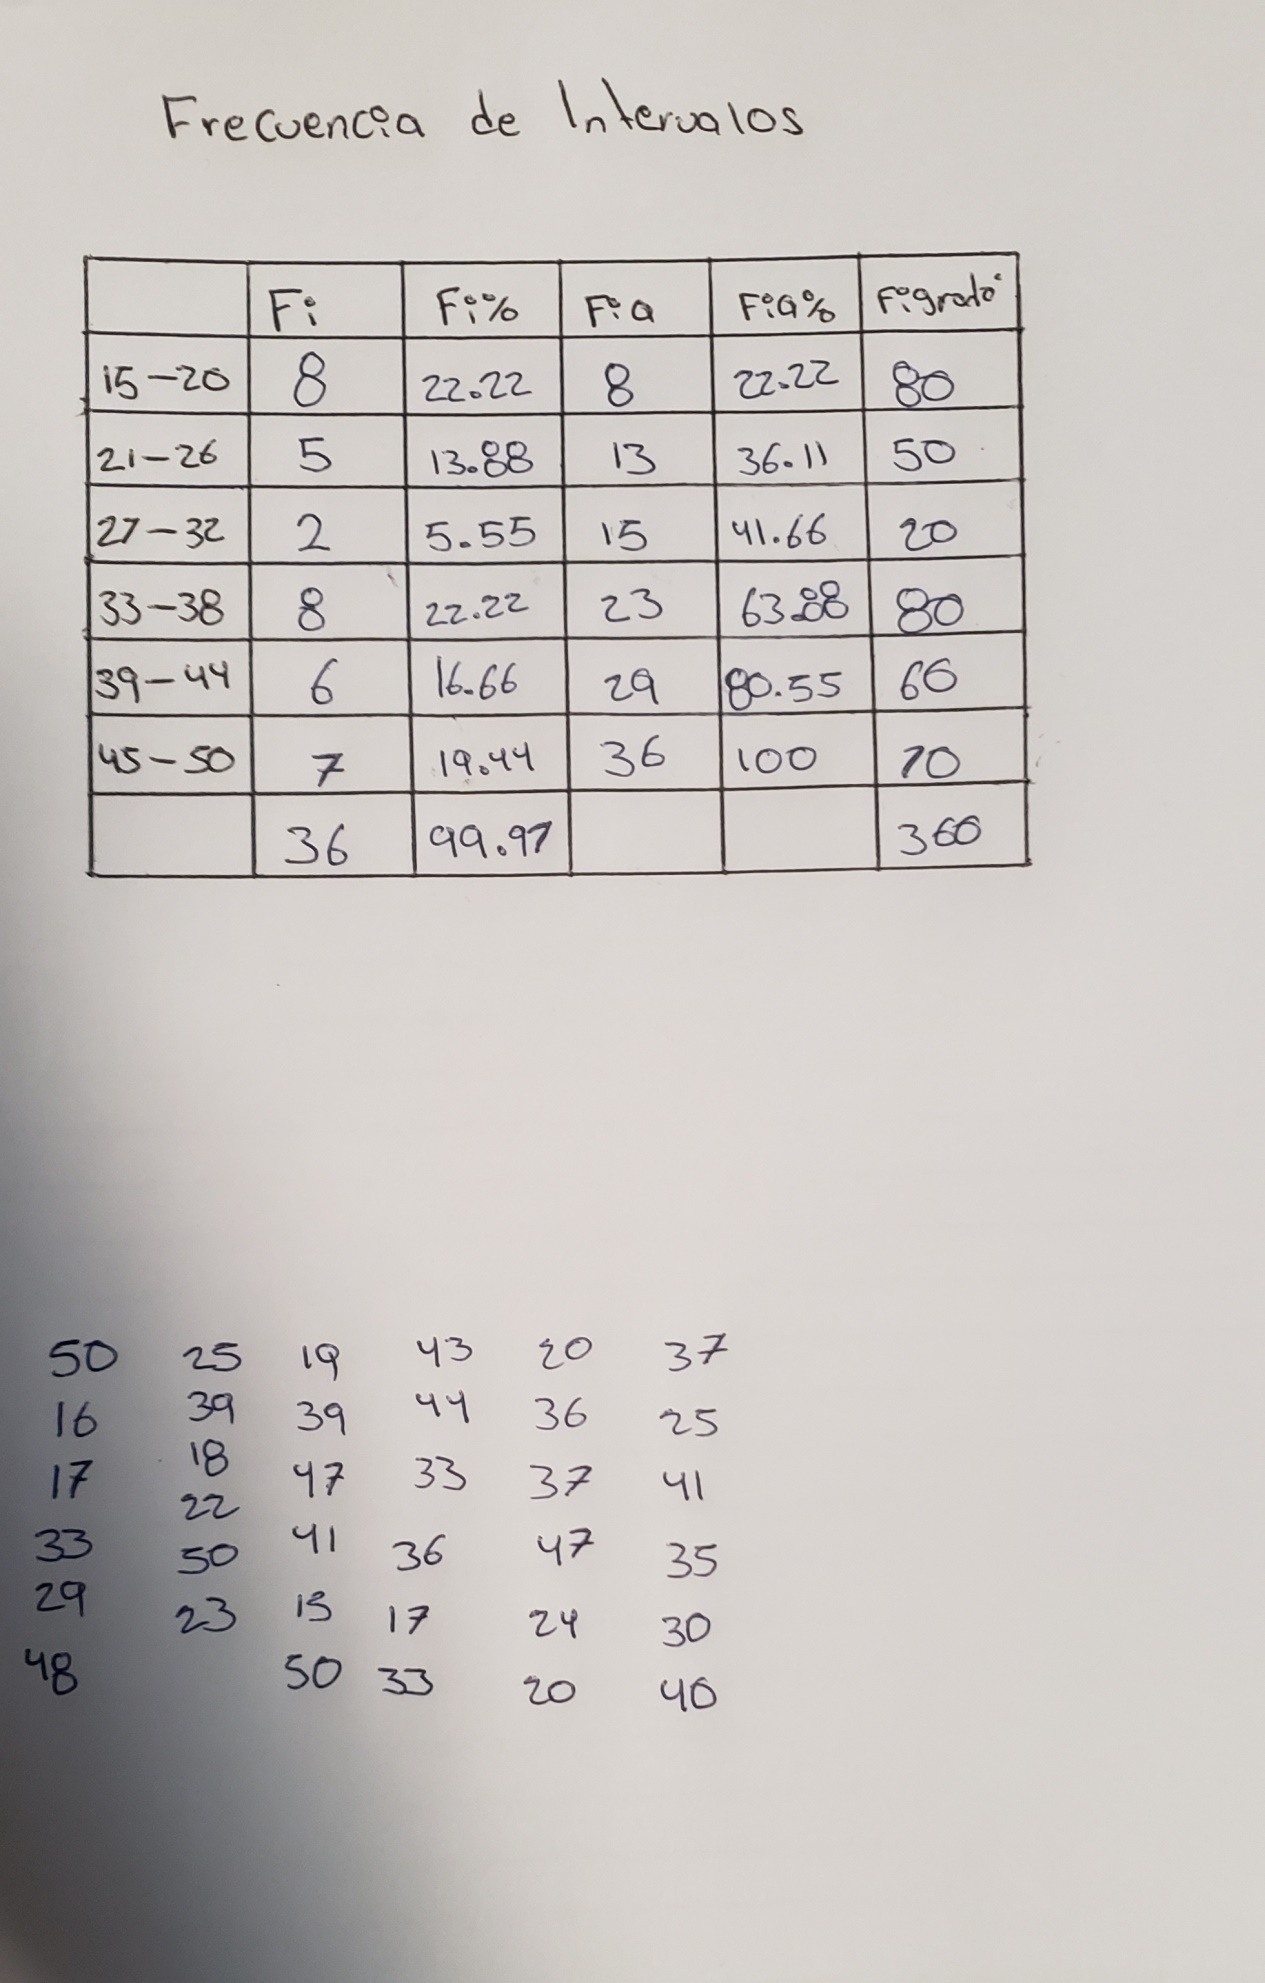 Frecuencia de Intervalos
Fi Fi% Fia Fia% Figrado°
15-20 8 22.22 8 22.22 80
21-26 5 13.88 13 36.11 50
27-32 2 5.55 15 41.66 20
33-38 8 22.22 23 63.88 80
39-44 6 16.66 29 80.55 60
45-50 7 19.44 36 100 70
36 99.97 360
50 25 19 43 20 37
16 39 39 44 36 25
17 18 47 33 37 41
22
33 50 41 36 47 35
29 23 15 17 24 30
48 50 33 20 40